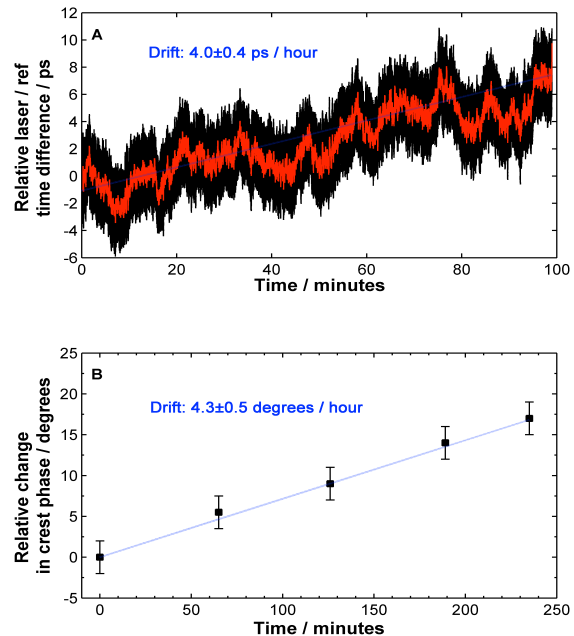 A
Drift: 4.0±0.4 ps / hour
Relative laser / ref
time difference / ps
12
10
8
6
4
2
0
-2
-4
-6
0 20 40 60 80 100
Time / minutes
B
Drift: 4.3±0.5 degrees / hour
Relative change
in crest phase / degrees
25
20
15
10
5
0
-5
0 50 100 150 200 250
Time / minutes